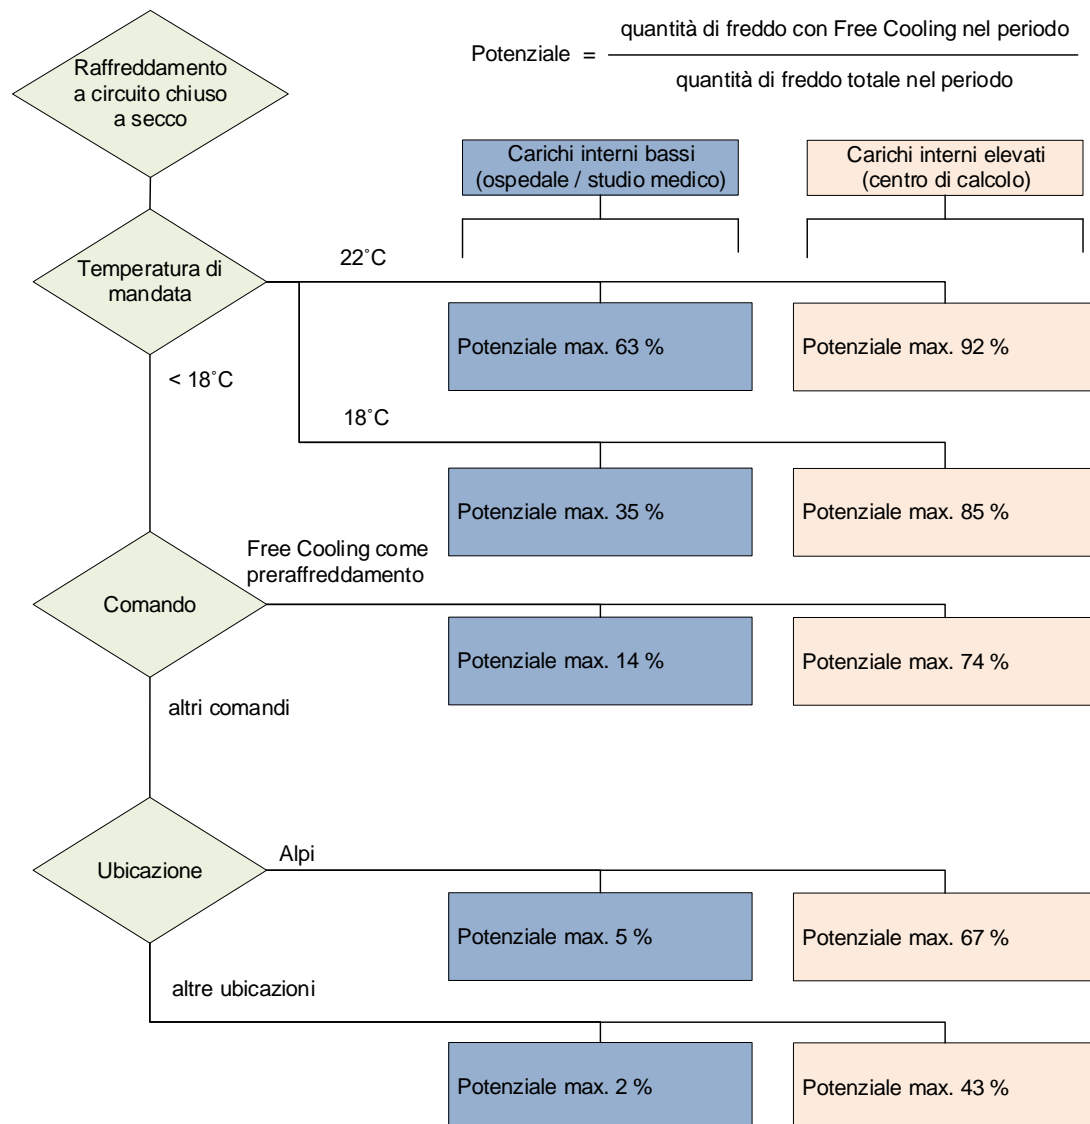 Raffreddamento
a circuito chiuso
a secco
Potenziale =
quantità di freddo con Free Cooling nel periodo
quantità di freddo totale nel periodo
Carichi interni bassi
(ospedale / studio medico)
Carichi interni elevati
(centro di calcolo)
Temperatura di
mandata
22°C
Potenziale max. 63 %
Potenziale max. 92 %
< 18°C
18°C
Potenziale max. 35 %
Potenziale max. 85 %
Comando
Free Cooling come
preraffreddamento
Potenziale max. 14 %
Potenziale max. 74 %
altri comandi
Ubicazione
Alpi
Potenziale max. 5 %
Potenziale max. 67 %
altre ubicazioni
Potenziale max. 2 %
Potenziale max. 43 %